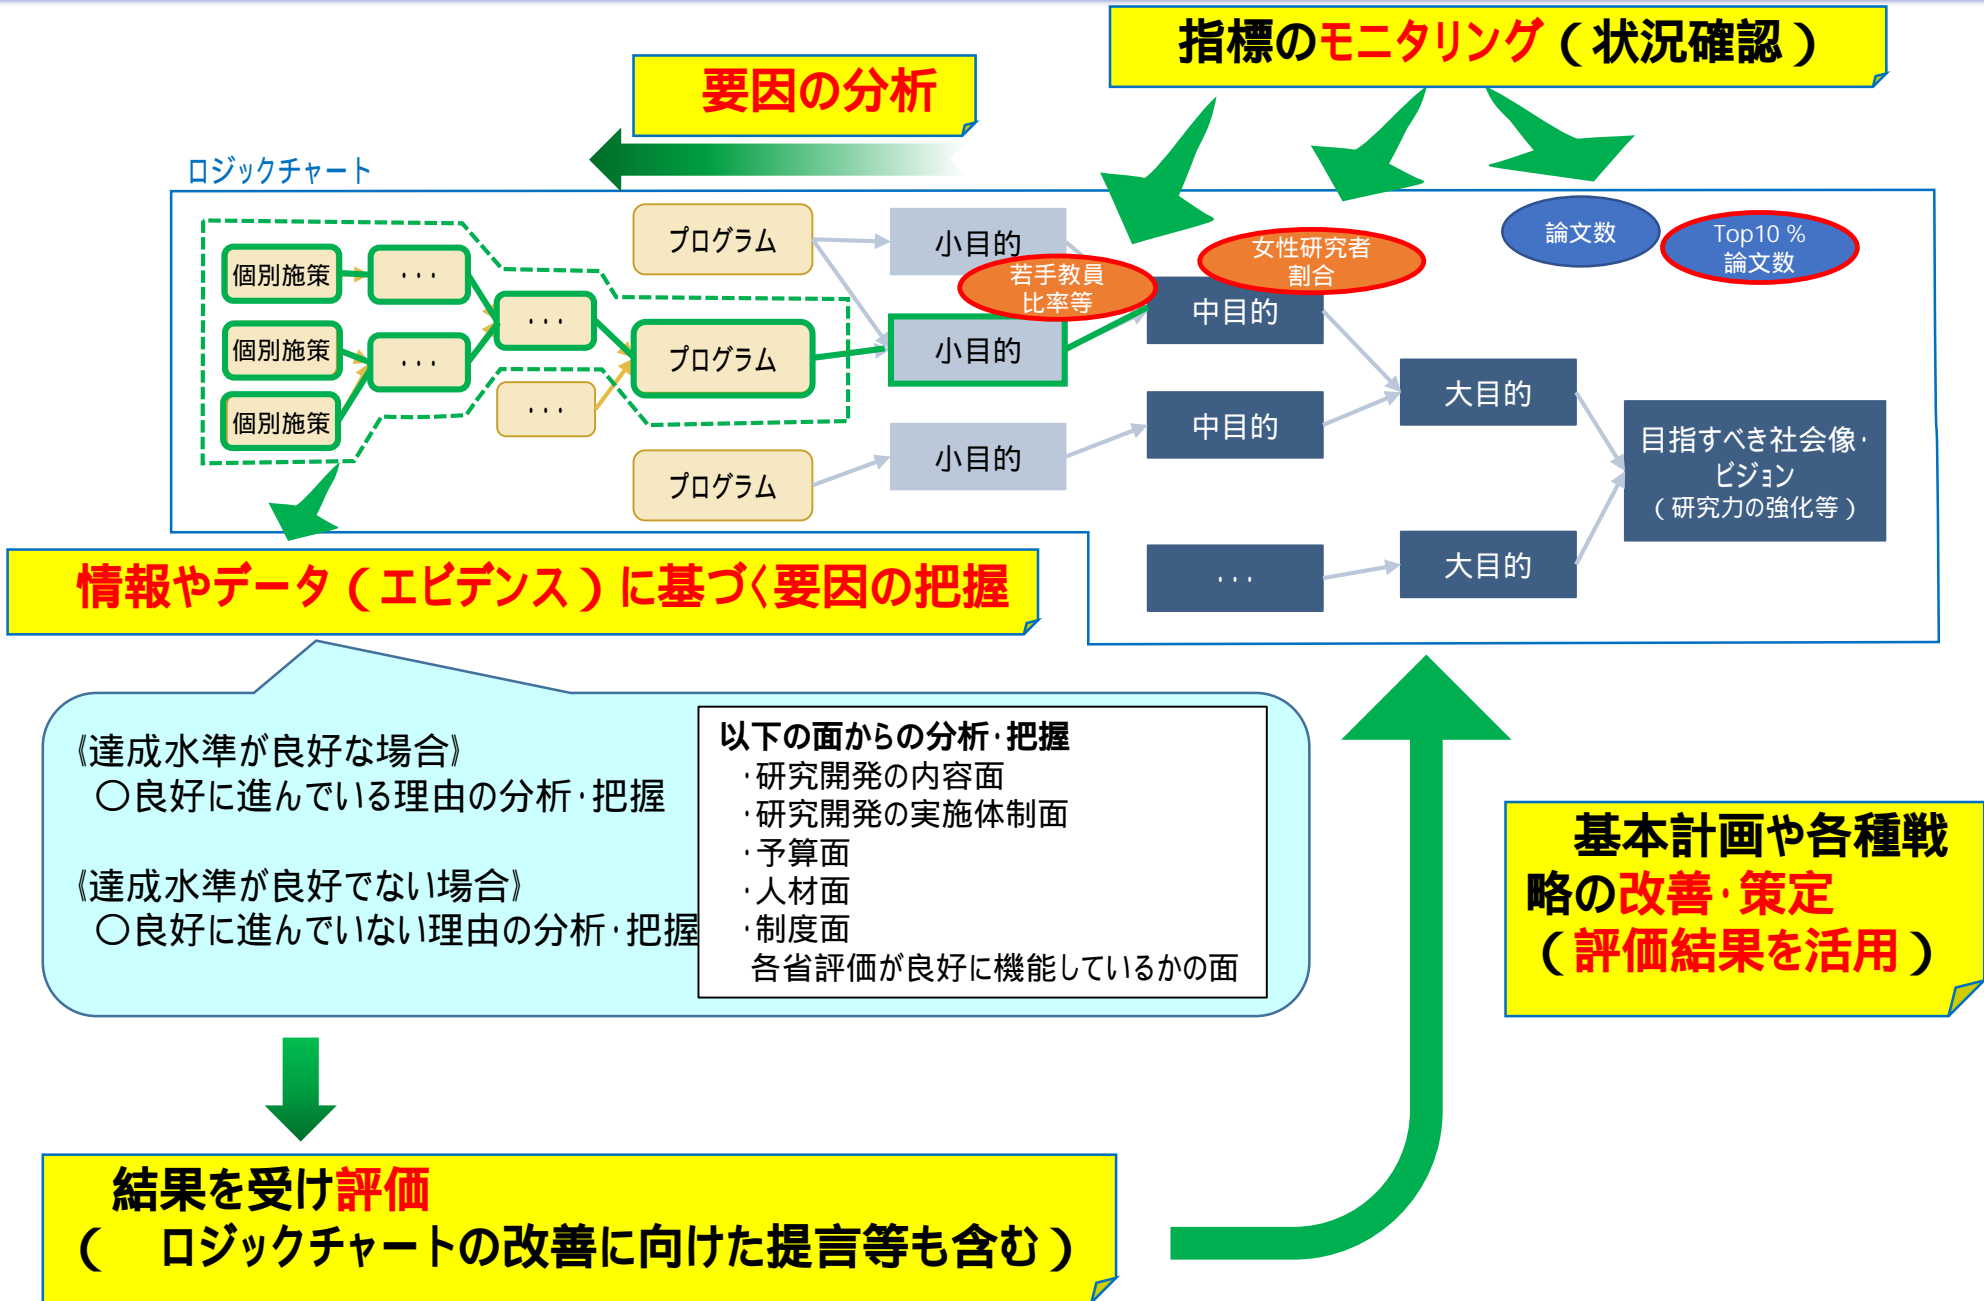 指標のモニタリング（状況確認）
要因の分析
ロジックチャート
個別施策
・・・
個別施策
・・・
個別施策
・・・
・・・
プログラム
プログラム
プログラム
小目的
小目的
小目的
若手教員
比率等
女性研究者
割合
中目的
中目的
・・・
論文数
Top10％
論文数
大目的
大目的
目指すべき社会像・
ビジョン
（研究力の強化等）
情報やデータ（エビデンス）に基づく要因の把握
《達成水準が良好な場合》
〇良好に進んでいる理由の分析・把握
《達成水準が良好でない場合》
〇良好に進んでいない理由の分析・把握
以下の面からの分析・把握
・研究開発の内容面
・研究開発の実施体制面
・予算面
・人材面
・制度面
各省評価が良好に機能しているかの面
基本計画や各種戦
略の改善・策定
（評価結果を活用）
結果を受け評価
（　ロジックチャートの改善に向けた提言等も含む）